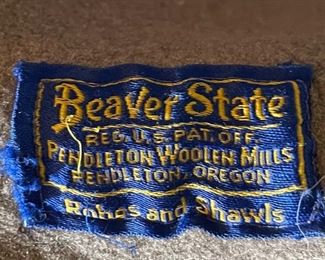 Beaver State
REG. U.S. PAT. OFF.
PENDLETON WOOLEN MILLS
PENDLETON, OREGON
Robes and Shawls